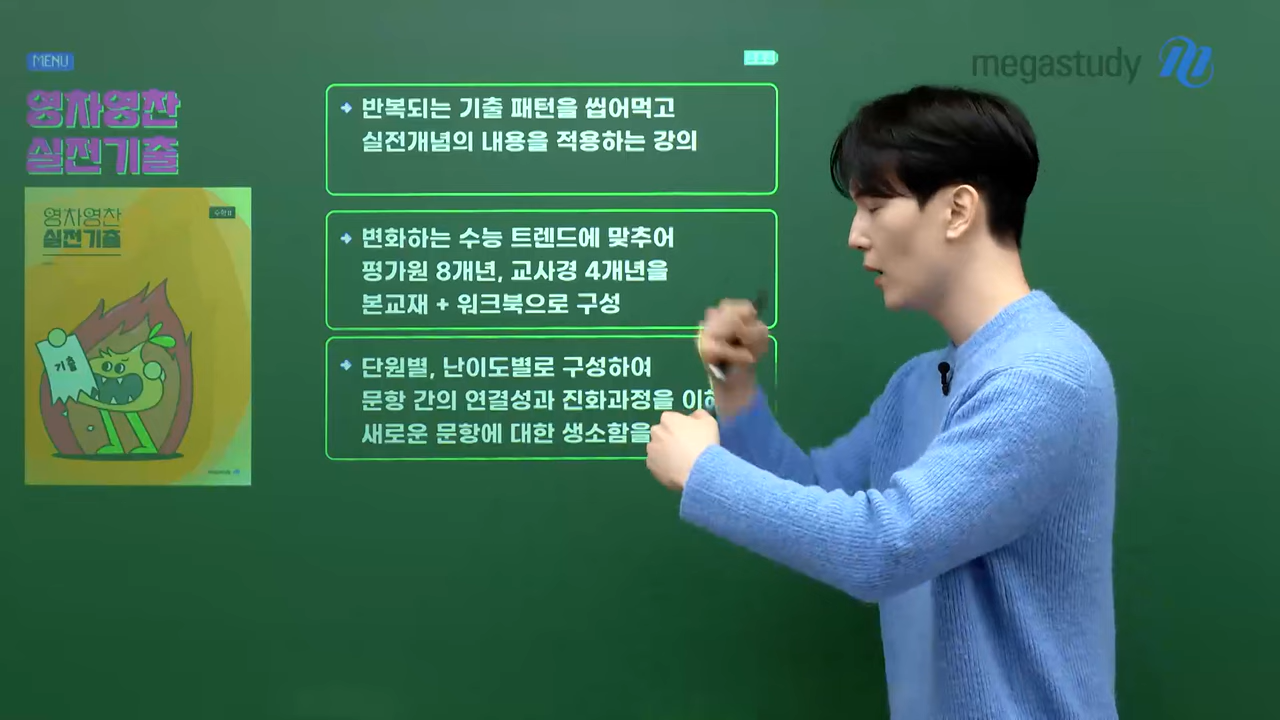 MENU
영차영찬
실전기출
영차영찬
실전기출
수학II
기출
반복되는 기출 패턴을 씹어먹고
실전개념의 내용을 적용하는 강의
변화하는 수능 트렌드에 맞추어
평가원 8개년, 교사경 4개년을
본교재 + 워크북으로 구성
단원별, 난이도별로 구성하여
문항 간의 연결성과 진화과정을
새로운 문항에 대한 생소함을
megastudy